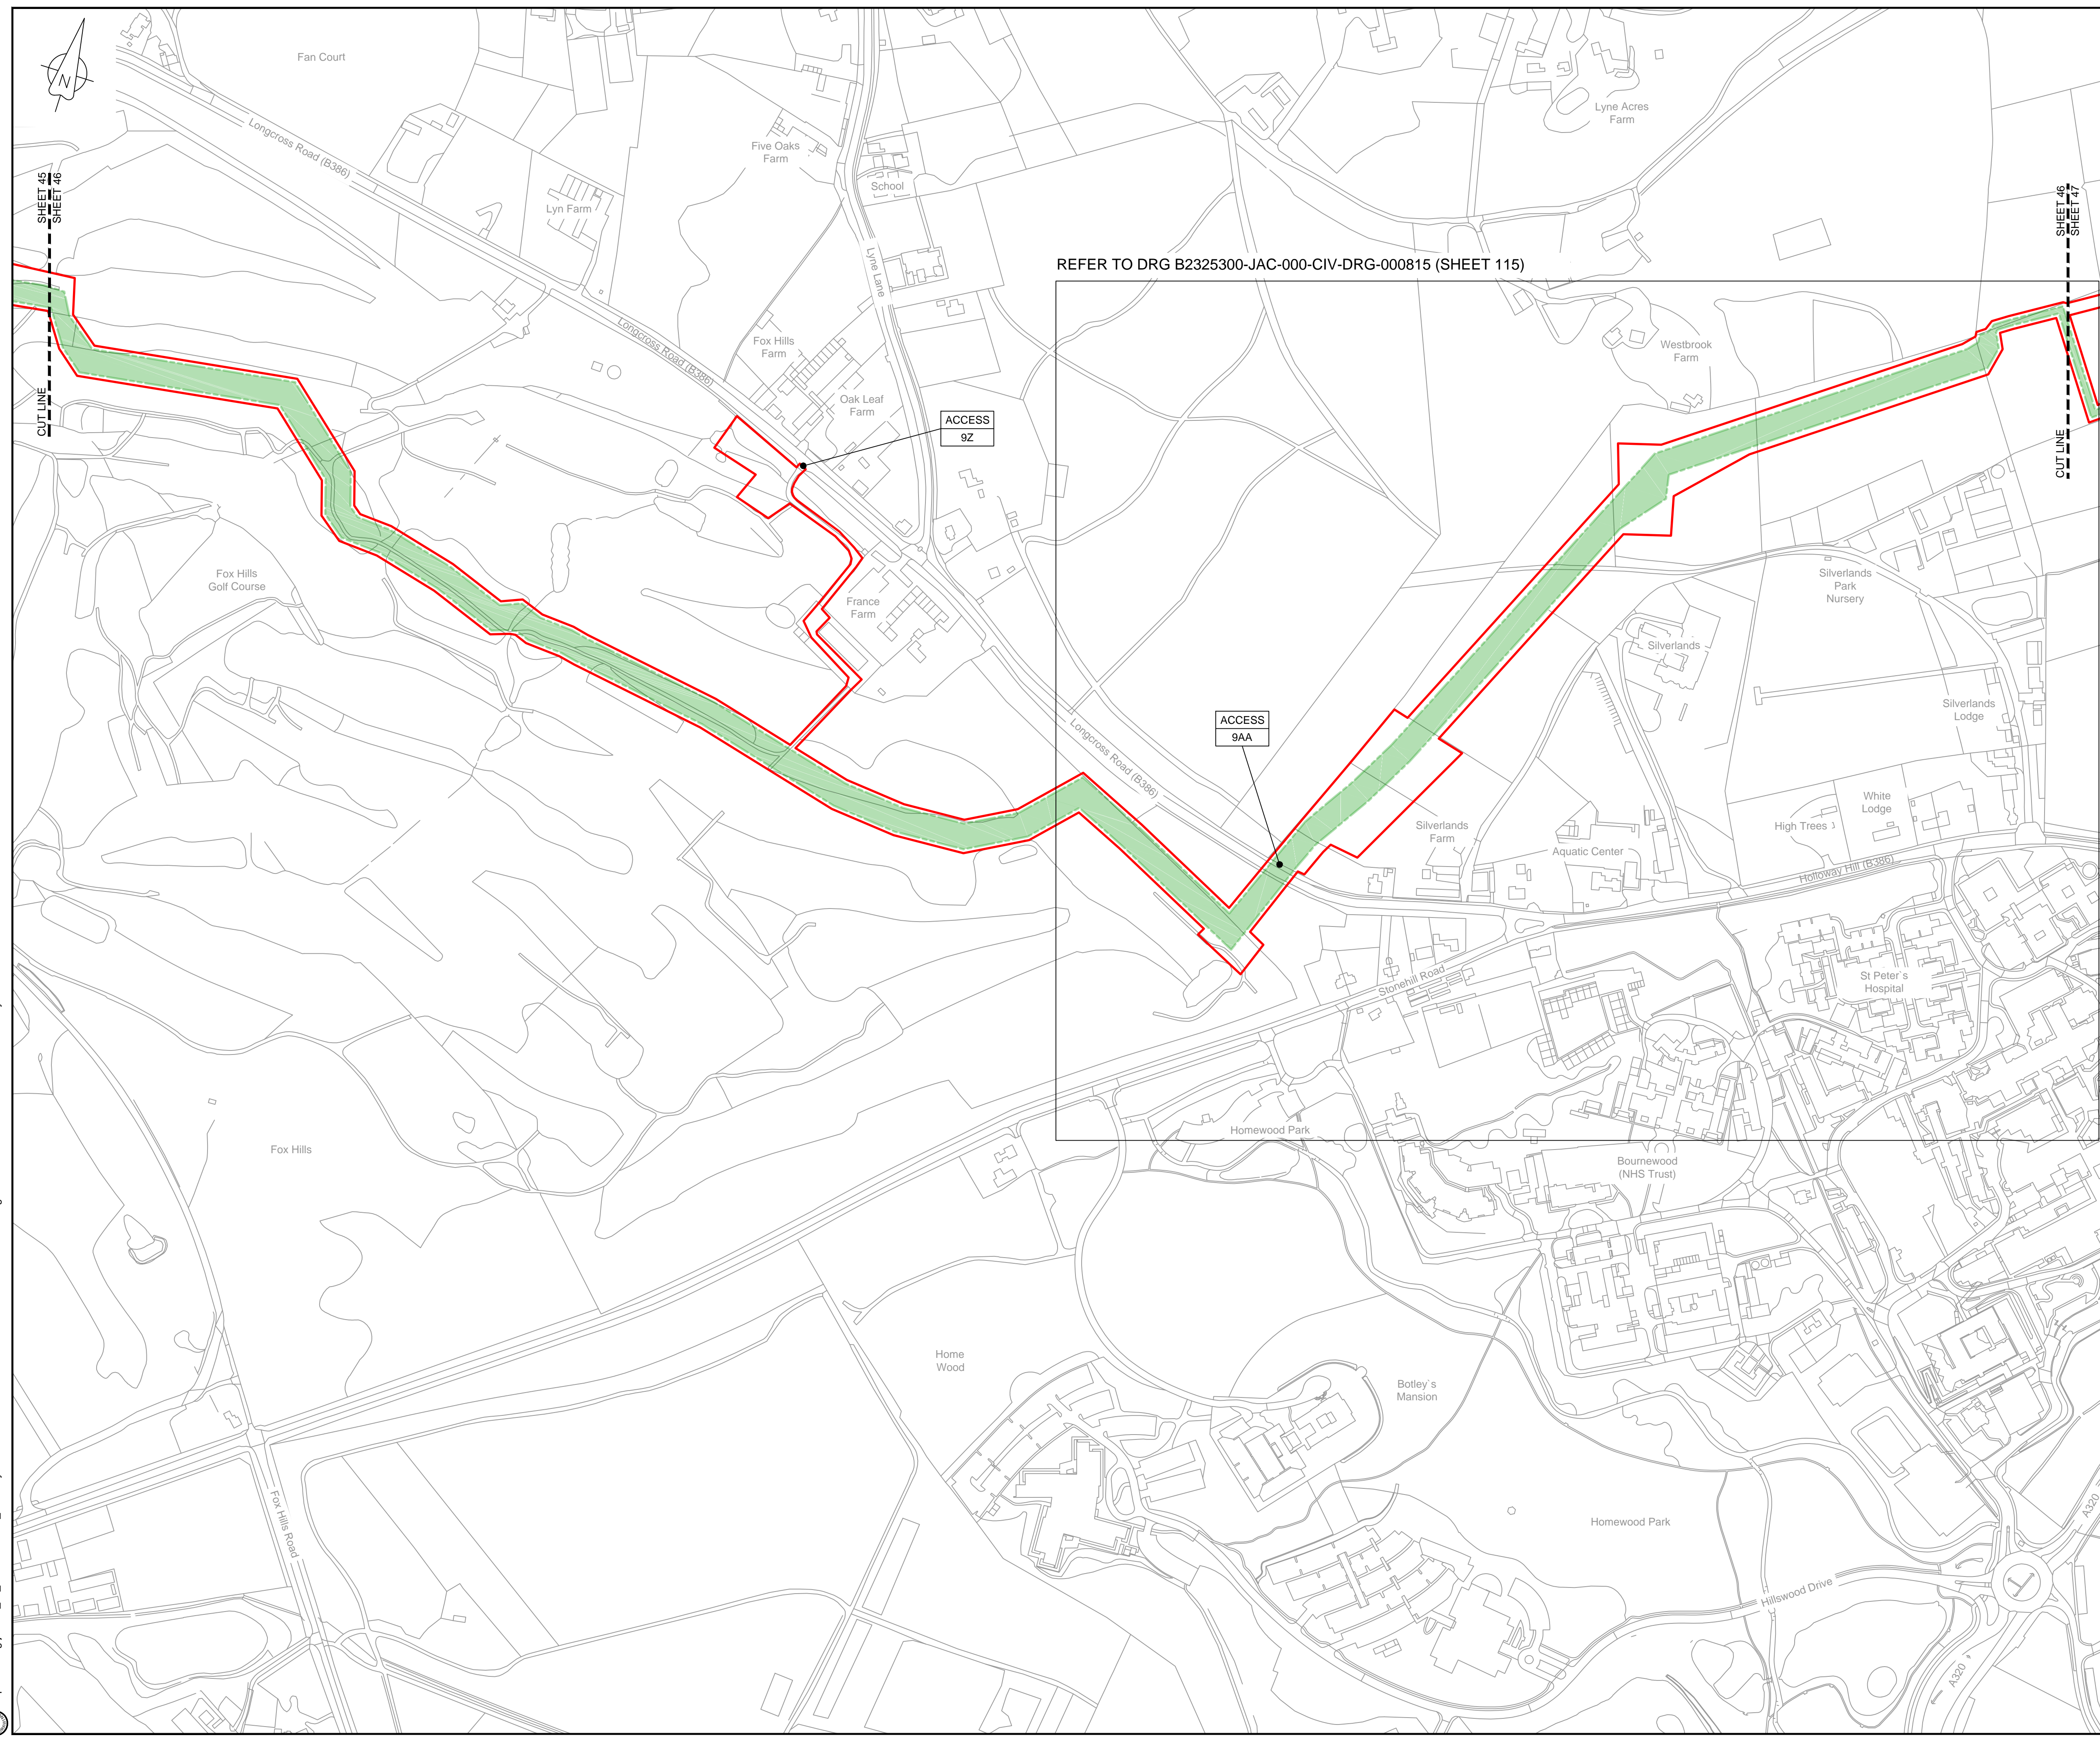 N
Fan Court
Longcross Road (B386)
Lyne Acres
Farm
Five Oaks
Farm
School
Lyn Farm
SHEET 45
SHEET 46
CUT LINE
SHEET 46
SHEET 47
CUT LINE
Lyne Lane
REFER TO DRG B2325300-JAC-000-CIV-DRG-000815 (SHEET 115)
Longcross Road (B386)
Fox Hills
Farm
Westbrook
Farm
Oak Leaf
Farm
ACCESS
9Z
Fox Hills
Golf Course
France
Farm
Silverlands
Park
Nursery
Silverlands
Silverlands
Lodge
ACCESS
9AA
Longcross Road (B386)
White
Lodge
High Trees
Silverlands
Farm
Aquatic Center
Holloway Hill (B386)
Stonehill Road
St Peter`s
Hospital
Homewood Park
Fox Hills
Bournewood
(NHS Trust)
Home
Wood
Botley`s
Mansion
Fox Hills Road
Homewood Park
Hillswood Drive
A320
A320